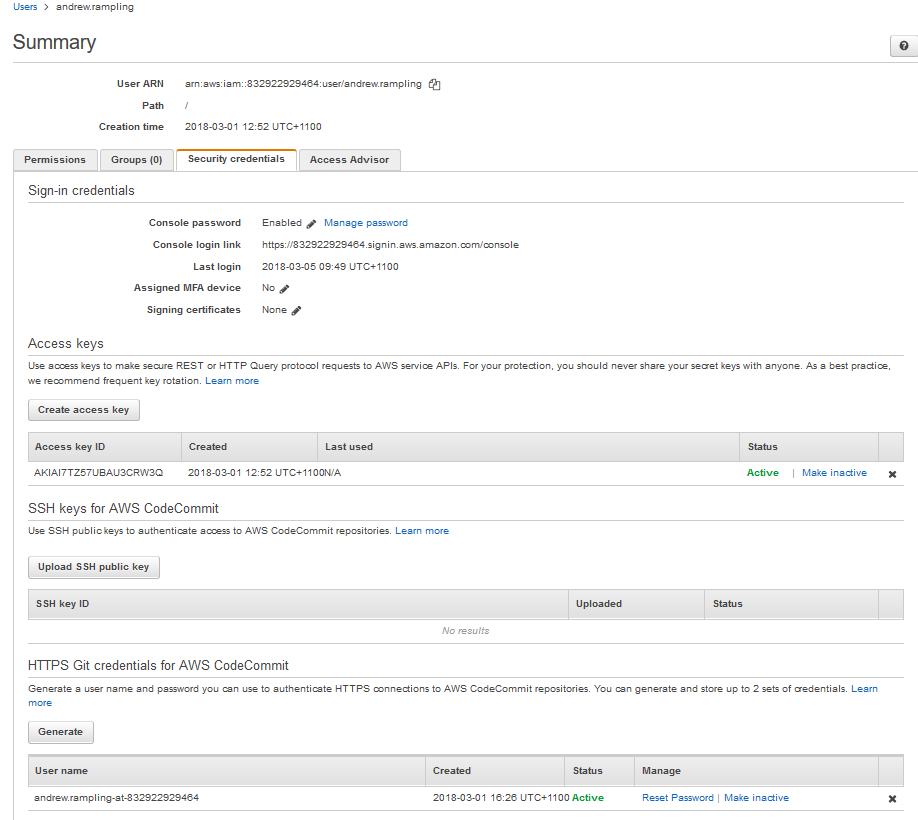 Users > andrew.rampling
Summary
User ARN arn:aws:iam::832922929464:user/andrew.rampling
Path /
Creation time 2018-03-01 12:52 UTC+1100
Permissions Groups (0) Security credentials Access Advisor
Sign-in credentials
Console password Enabled Manage password
Console login link https://832922929464.signin.aws.amazon.com/console
Last login 2018-03-05 09:49 UTC+1100
Assigned MFA device No
Signing certificates None
Access keys
Use access keys to make secure REST or HTTP Query protocol requests to AWS service APIs. For your protection, you should never share your secret keys with anyone. As a best practice,
we recommend frequent key rotation. Learn more
Create access key
Access key ID Created Last used Status
AKIAI7TZ57UBAU3CRW3Q 2018-03-01 12:52 UTC+1100N/A Active | Make inactive
SSH keys for AWS CodeCommit
Use SSH public keys to authenticate access to AWS CodeCommit repositories. Learn more
Upload SSH public key
SSH key ID Uploaded Status
No results
HTTPS Git credentials for AWS CodeCommit
Generate a user name and password you can use to authenticate HTTPS connections to AWS CodeCommit repositories. You can generate and store up to 2 sets of credentials. Learn
more
Generate
User name Created Status Manage
andrew.rampling-at-832922929464 2018-03-01 16:26 UTC+1100 Active Reset Password | Make inactive